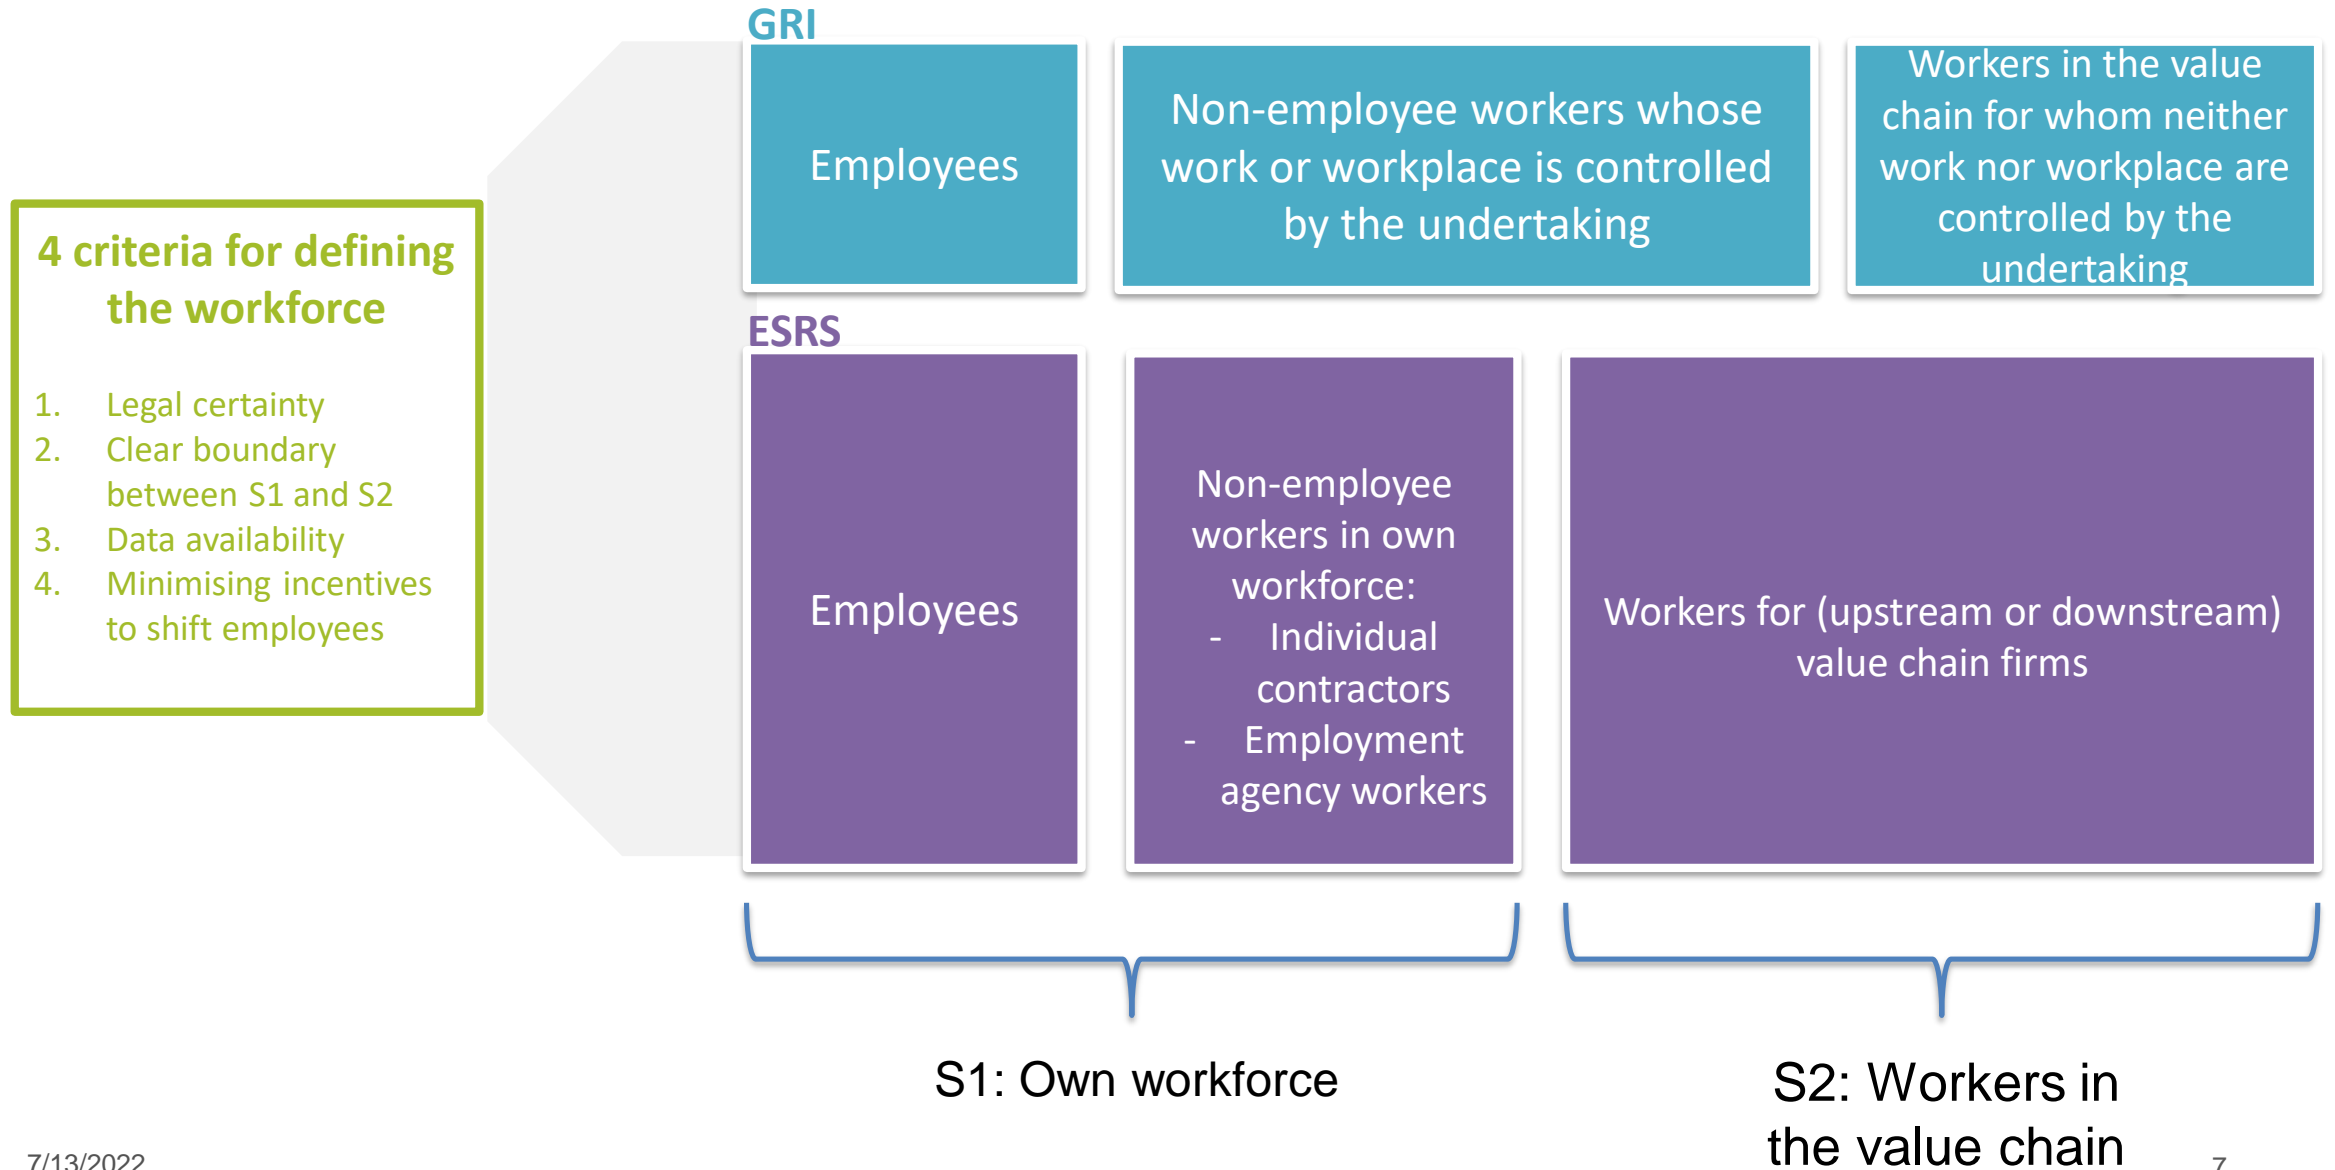 4 criteria for defining
the workforce
1. Legal certainty
2. Clear boundary
between S1 and S2
3. Data availability
4. Minimising incentives
to shift employees
GRI
Employees
Non-employee workers whose
work or workplace is controlled
by the undertaking
Workers in the value
chain for whom neither
work nor workplace are
controlled by the
undertaking
ESRS
Employees
Non-employee
workers in own
workforce:
- Individual
contractors
- Employment
agency workers
Workers for (upstream or downstream)
value chain firms
S1: Own workforce
S2: Workers in
the value chain
7/13/2022
7